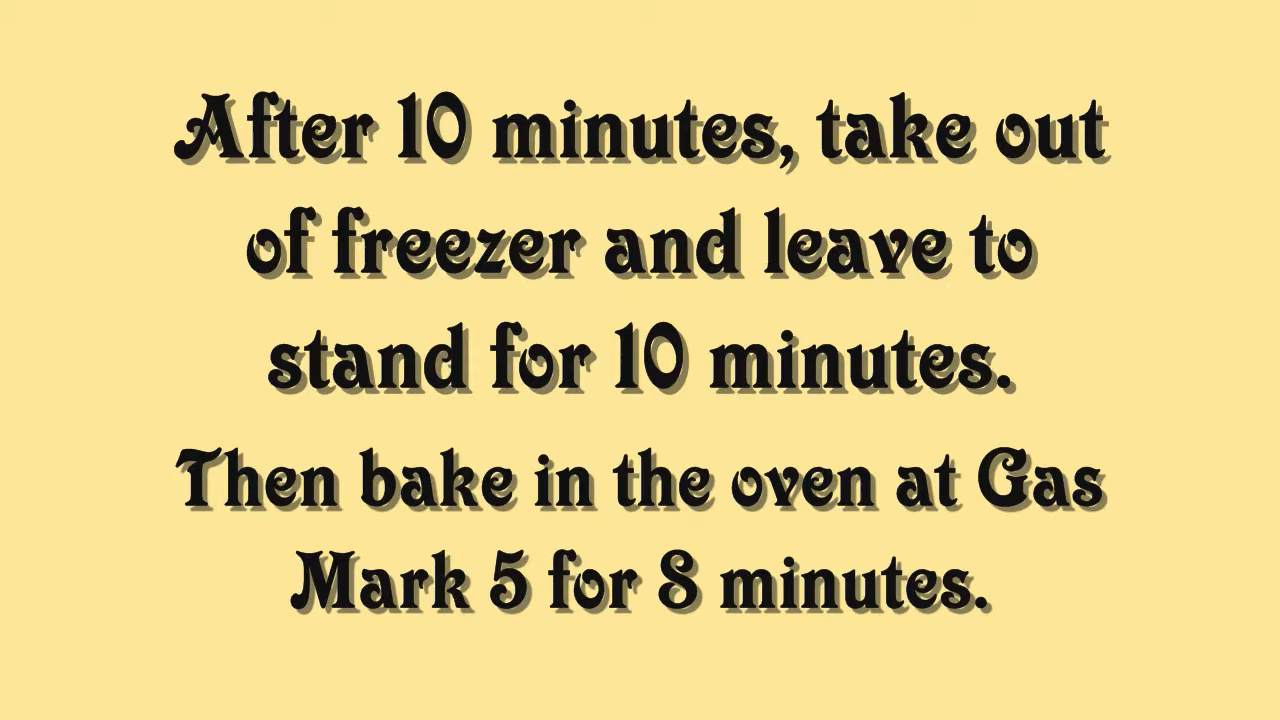 After 10 minutes, take out
of freezer and leave to
stand for 10 minutes.
Then bake in the oven at Gas
Mark 5 for 8 minutes.